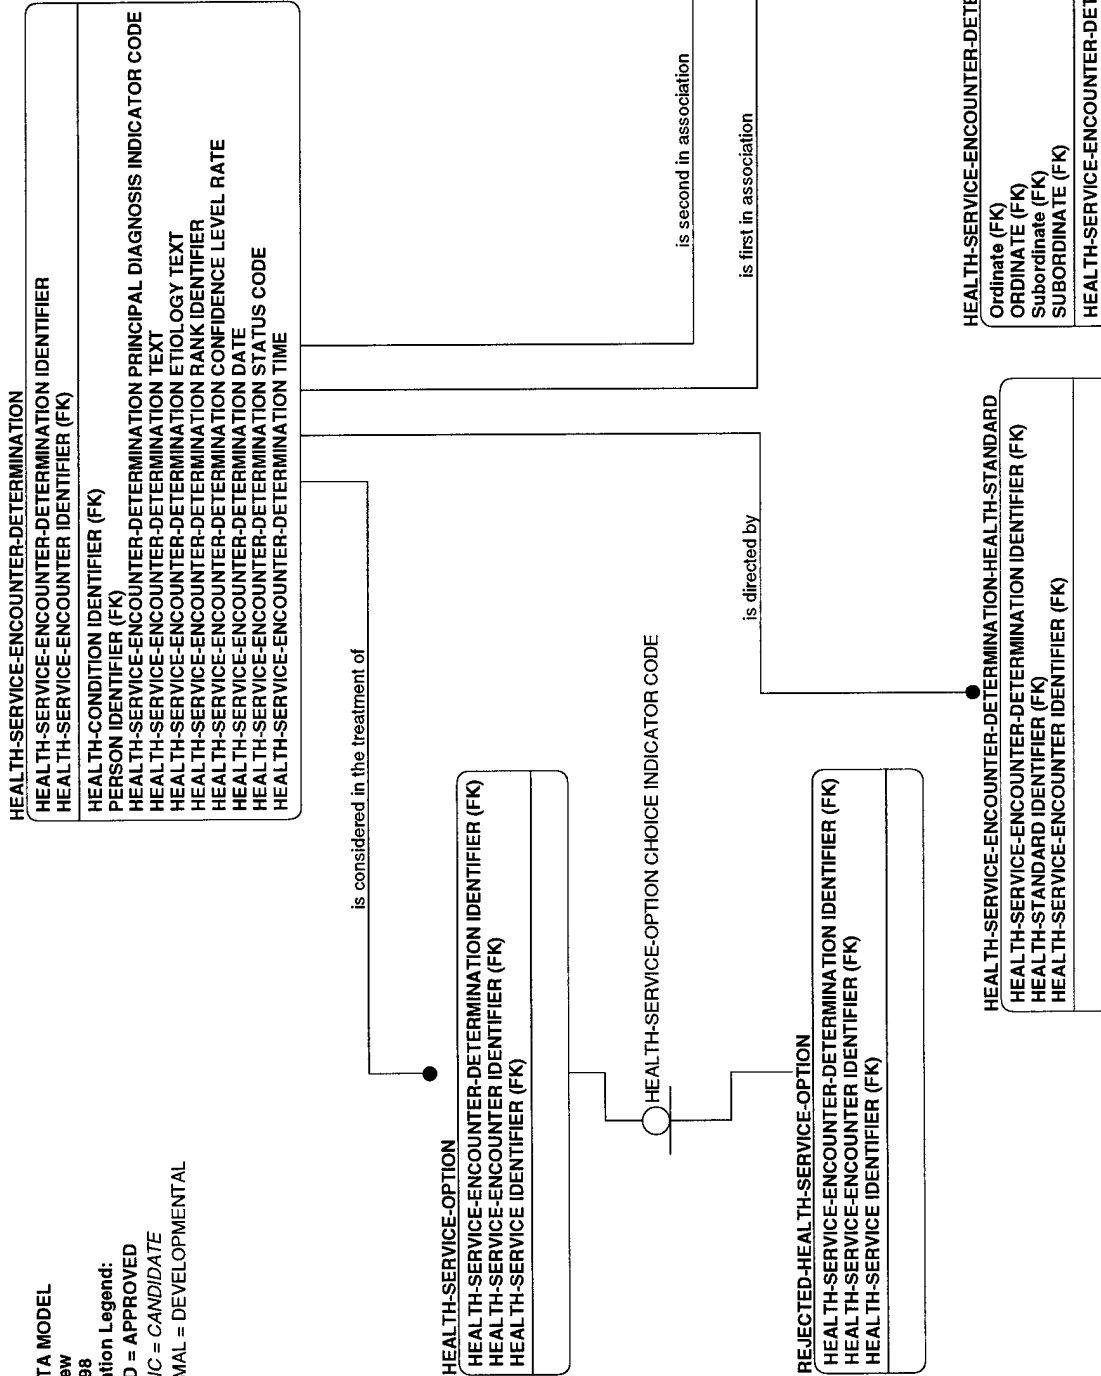 TA MODEL
ew
98
tion Legend:
D = APPROVED
IC = CANDIDATE
MAL = DEVELOPMENTAL
HEALTH-SERVICE-ENCOUNTER-DETERMINATION
HEALTH-SERVICE-ENCOUNTER-DETERMINATION IDENTIFIER
HEALTH-SERVICE-ENCOUNTER IDENTIFIER (FK)
HEALTH-CONDITION IDENTIFIER (FK)
PERSON IDENTIFIER (FK)
HEALTH-SERVICE-ENCOUNTER-DETERMINATION PRINCIPAL DIAGNOSIS INDICATOR CODE
HEALTH-SERVICE-ENCOUNTER-DETERMINATION TEXT
HEALTH-SERVICE-ENCOUNTER-DETERMINATION ETIOLOGY TEXT
HEALTH-SERVICE-ENCOUNTER-DETERMINATION RANK IDENTIFIER
HEALTH-SERVICE-ENCOUNTER-DETERMINATION CONFIDENCE LEVEL RATE
HEALTH-SERVICE-ENCOUNTER-DETERMINATION DATE
HEALTH-SERVICE-ENCOUNTER-DETERMINATION STATUS CODE
HEALTH-SERVICE-ENCOUNTER-DETERMINATION TIME
is considered in the treatment of
HEALTH-SERVICE-OPTION
HEALTH-SERVICE-ENCOUNTER-DETERMINATION IDENTIFIER (FK)
HEALTH-SERVICE-ENCOUNTER IDENTIFIER (FK)
HEALTH-SERVICE IDENTIFIER (FK)
HEALTH-SERVICE-OPTION CHOICE INDICATOR CODE
is second in association
is first in association
is directed by
REJECTED-HEALTH-SERVICE-OPTION
HEALTH-SERVICE-ENCOUNTER-DETERMINATION IDENTIFIER (FK)
HEALTH-SERVICE-ENCOUNTER IDENTIFIER (FK)
HEALTH-SERVICE IDENTIFIER (FK)
HEALTH-SERVICE-ENCOUNTER-DETERMINATION-HEALTH-STANDARD
HEALTH-SERVICE-ENCOUNTER-DETERMINATION IDENTIFIER (FK)
HEALTH-STANDARD IDENTIFIER (FK)
HEALTH-SERVICE-ENCOUNTER IDENTIFIER (FK)
HEALTH-SERVICE-ENCOUNTER-DETE
Ordinate (FK)
ORDINATE (FK)
Subordinate (FK)
SUBORDINATE (FK)
HEALTH-SERVICE-ENCOUNTER-DET